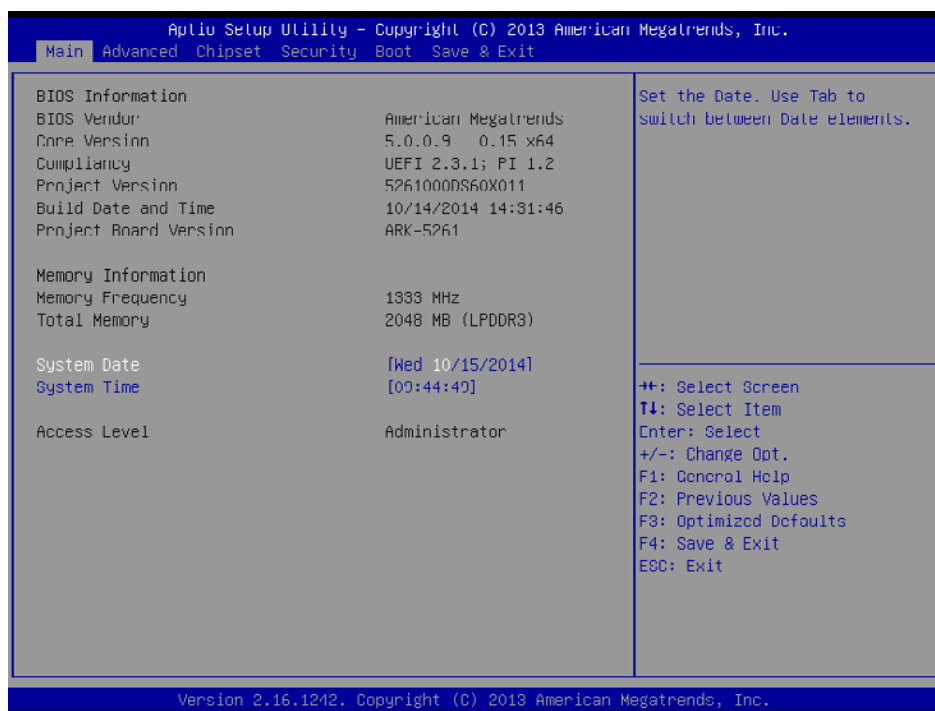 Aptio Setup Utility - Copyright (C) 2013 American Megatrends, Inc.
Main Advanced Chipset Security Boot Save & Exit
BIOS Information
BIOS Vendor American Megatrends
Core Version 5.0.0.9 0.15 x64
Compliancy UEFI 2.3.1; PI 1.2
Project Version 5261000DS60X011
Build Date and Time 10/14/2014 14:31:46
Project Board Version ARK-5261
Memory Information
Memory Frequency 1333 MHz
Total Memory 2048 MB (LPDDR3)
System Date [Wed 10/15/2014]
System Time [09:44:49]
Access Level Administrator
Set the Date. Use Tab to
switch between Date elements.
→←: Select Screen
↑↓: Select Item
Enter: Select
+/-: Change Opt.
F1: General Help
F2: Previous Values
F3: Optimized Defaults
F4: Save & Exit
ESC: Exit
Version 2.16.1242. Copyright (C) 2013 American Megatrends, Inc.